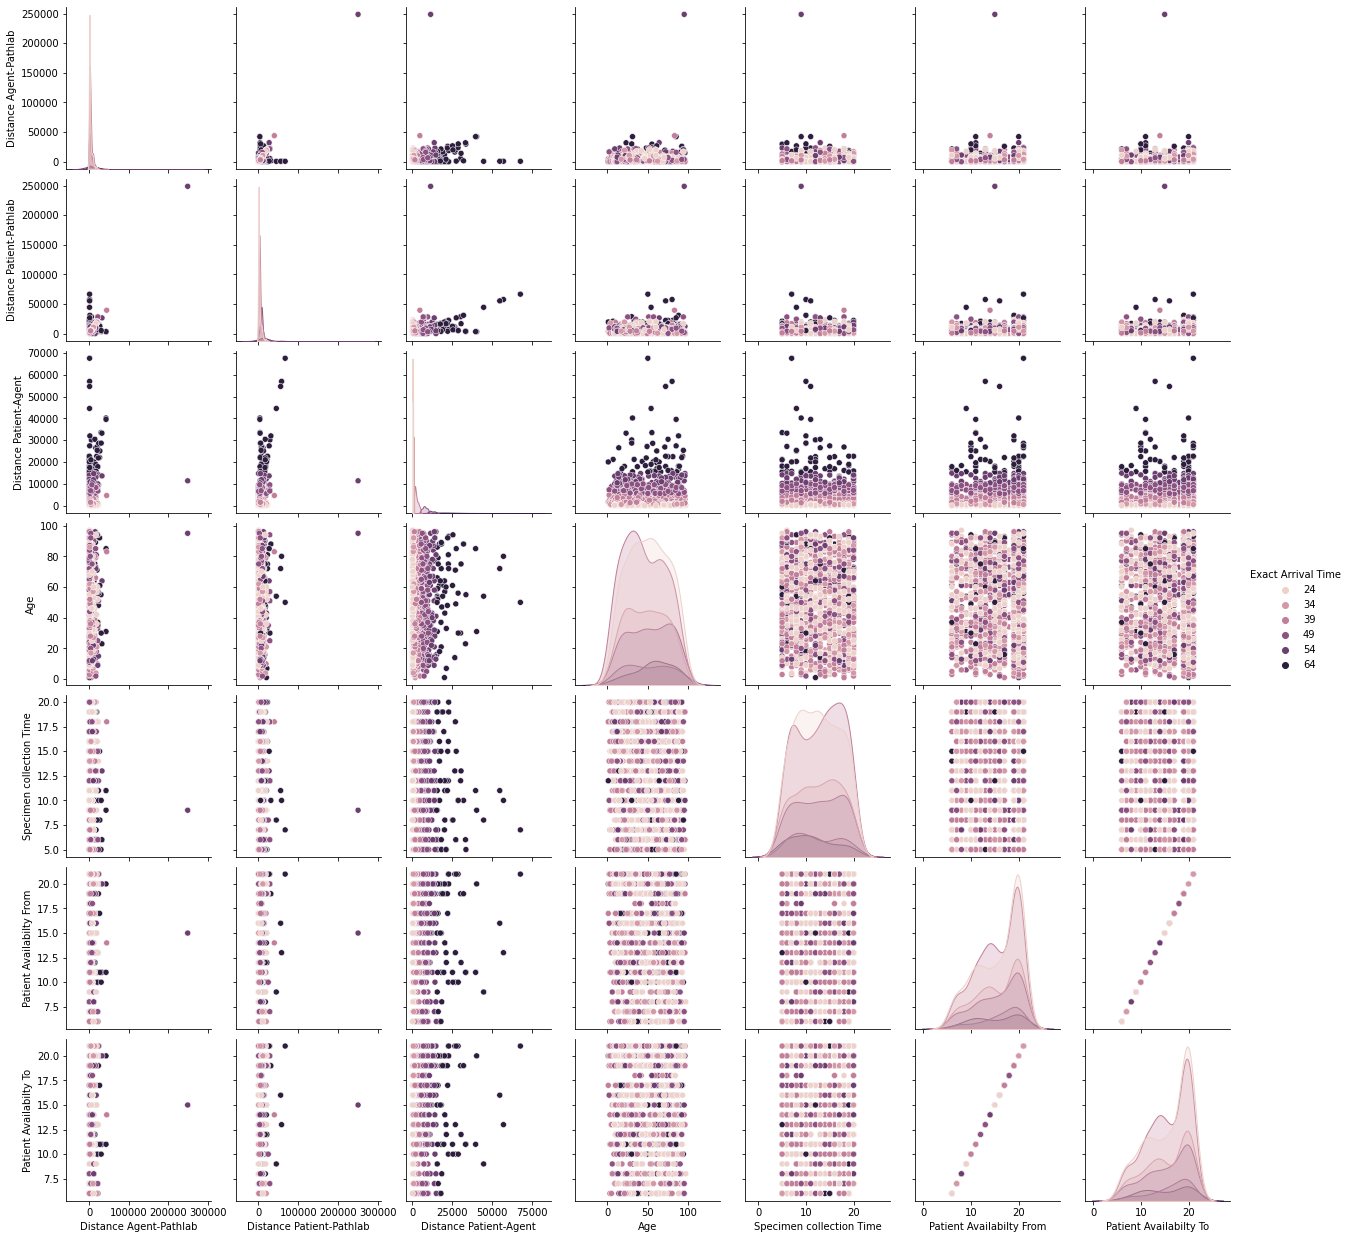 Distance Agent-Pathlab
250000
200000
150000
100000
50000
0
Distance Patient-Pathlab
250000
200000
150000
100000
50000
0
Distance Patient-Agent
70000
60000
50000
40000
30000
20000
10000
0
Age
100
80
60
40
20
0
Exact Arrival Time
24
34
39
49
54
64
Specimen collection Time
20.0
17.5
15.0
12.5
10.0
7.5
5.0
Patient Availabilty From
20.0
17.5
15.0
12.5
10.0
7.5
Patient Availabilty To
20.0
17.5
15.0
12.5
10.0
7.5
0 100000 200000 300000
0 100000 200000 300000
0 25000 50000 75000
0 50 100
0 10 20
0 10 20
0 10 20
Distance Agent-Pathlab
Distance Patient-Pathlab
Distance Patient-Agent
Age
Specimen collection Time
Patient Availabilty From
Patient Availabilty To